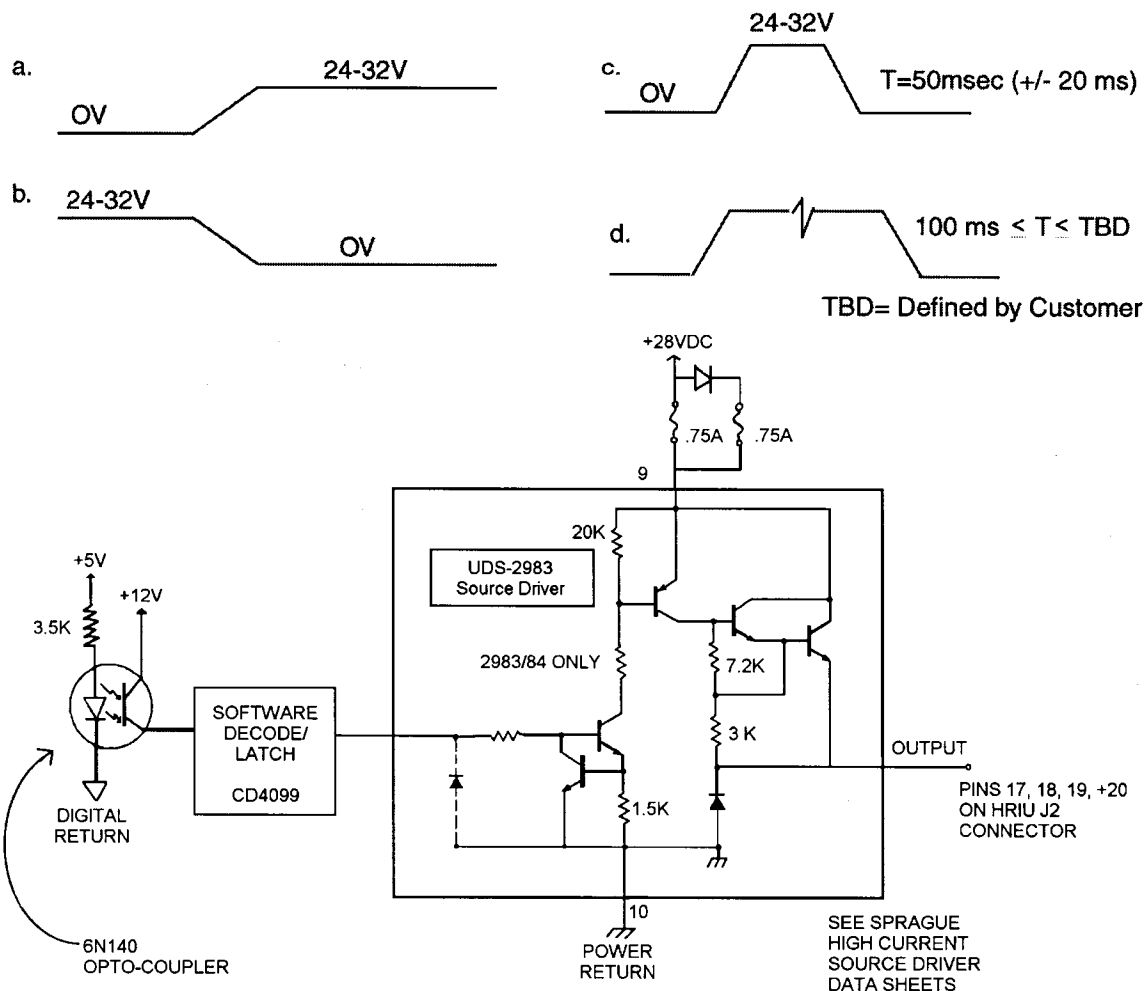 a.
OV
24-32V
b.
24-32V
OV
c.
OV
24-32V
T=50msec (+/- 20 ms)
d.
100 ms ≤ T ≤ TBD
TBD= Defined by Customer
+28VDC
.75A
.75A
9
20K
UDS-2983
Source Driver
2983/84 ONLY
7.2K
3 K
1.5K
+5V
+12V
3.5K
SOFTWARE
DECODE/
LATCH
CD4099
DIGITAL
RETURN
OUTPUT
PINS 17, 18, 19, +20
ON HRIU J2
CONNECTOR
10
POWER
RETURN
6N140
OPTO-COUPLER
SEE SPRAGUE
HIGH CURRENT
SOURCE DRIVER
DATA SHEETS